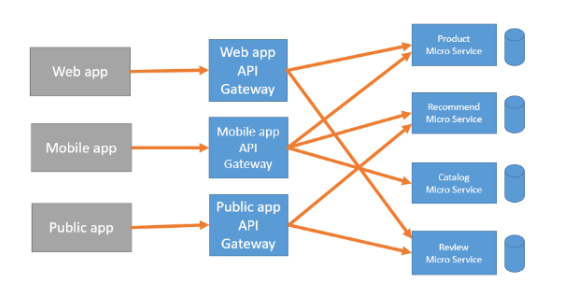 Web app
Mobile app
Public app
Web app
API
Gateway
Mobile app
API
Gateway
Public app
API
Gateway
Product
Micro Service
Recommend
Micro Service
Catalog
Micro Service
Review
Micro Service